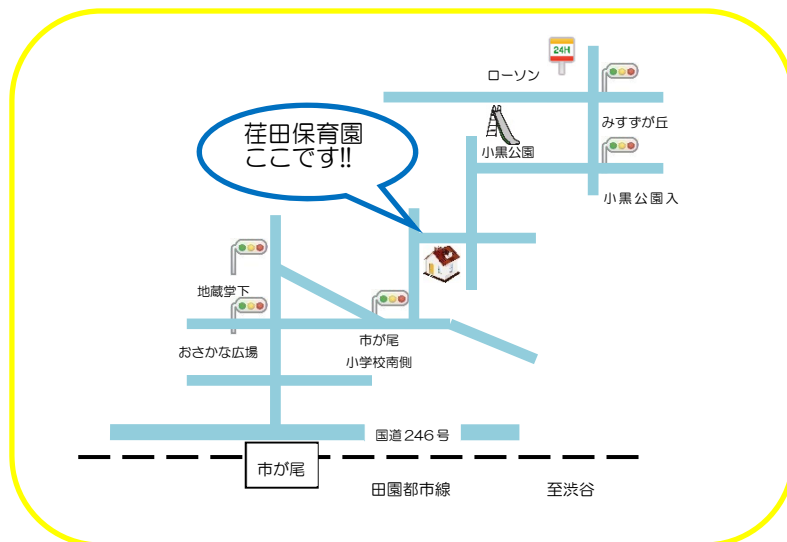 24H
ローソン
みすずが丘
荏田保育園
ここです!!
小黒公園
小黒公園入
地蔵堂下
おさかな広場
市が尾
小学校南側
国道246号
市が尾
田園都市線
至渋谷